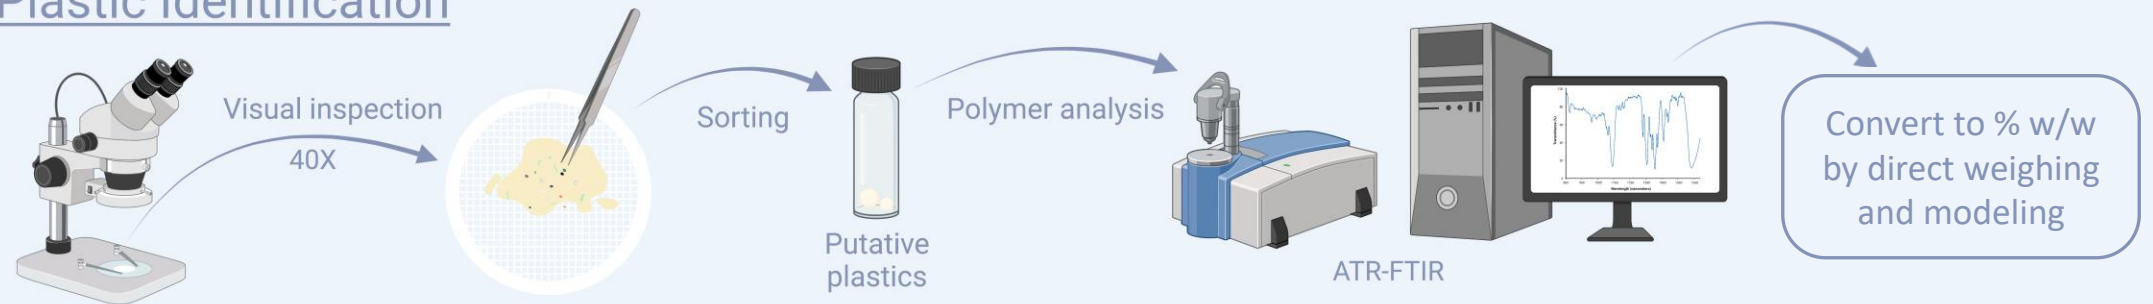 Plastic Identification
Visual inspection
40X
Sorting
Putative
plastics
Polymer analysis
ATR-FTIR
Convert to % w/w
by direct weighing
and modeling